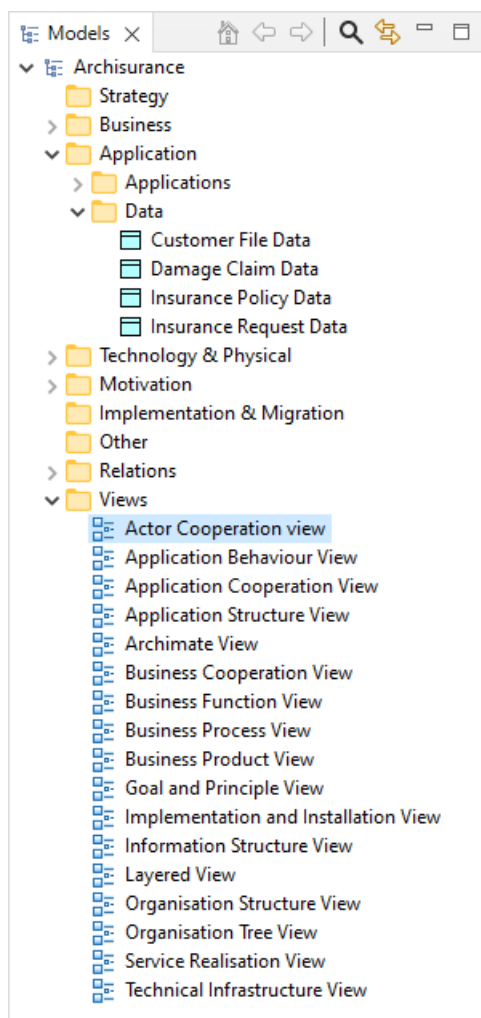 Models
Archisurance
Strategy
Business
Application
Applications
Data
Customer File Data
Damage Claim Data
Insurance Policy Data
Insurance Request Data
Technology & Physical
Motivation
Implementation & Migration
Other
Relations
Views
Actor Cooperation view
Application Behaviour View
Application Cooperation View
Application Structure View
Archimate View
Business Cooperation View
Business Function View
Business Process View
Business Product View
Goal and Principle View
Implementation and Installation View
Information Structure View
Layered View
Organisation Structure View
Organisation Tree View
Service Realisation View
Technical Infrastructure View